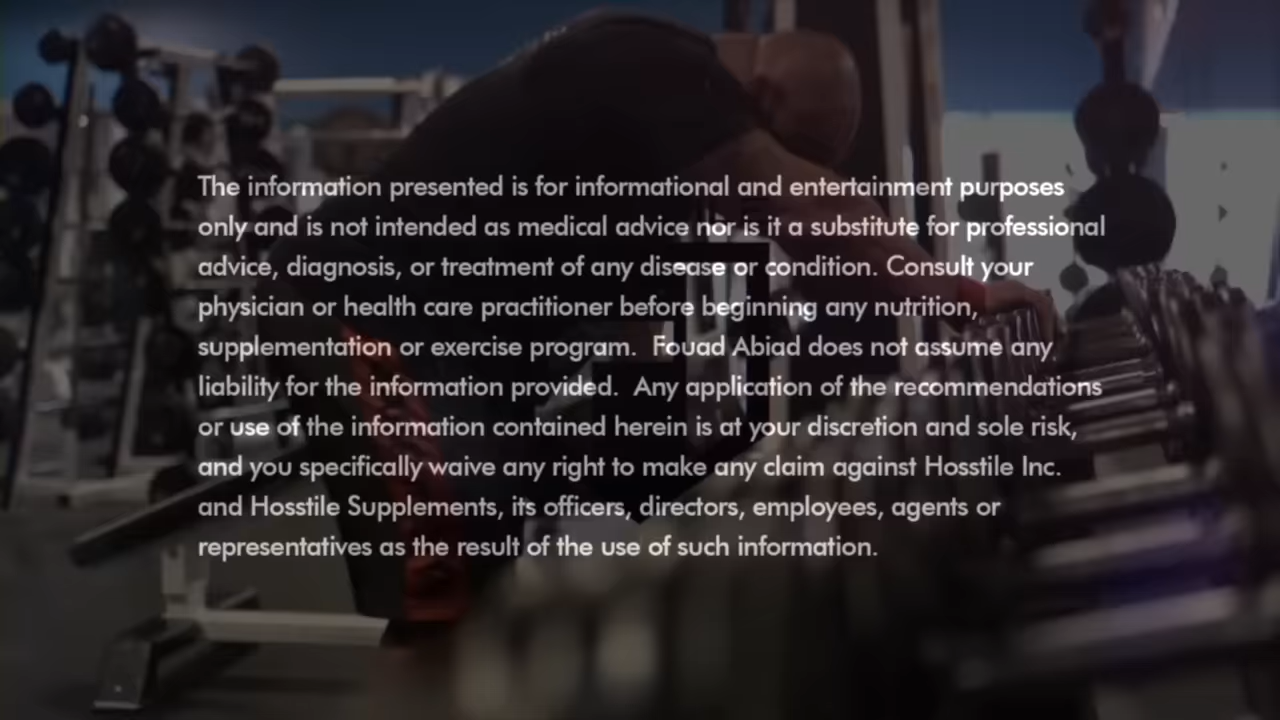 The information presented is for informational and entertainment purposes
only and is not intended as medical advice nor is it a substitute for professional
advice, diagnosis, or treatment of any disease or condition. Consult your
physician or health care practitioner before beginning any nutrition,
supplementation or exercise program.  Fouad Abiad does not assume any
liability for the information provided.  Any application of the recommendations
or use of the information contained herein is at your discretion and sole risk,
and you specifically waive any right to make any claim against Hosstile Inc.
and Hosstile Supplements, its officers, directors, employees, agents or
representatives as the result of the use of such information.